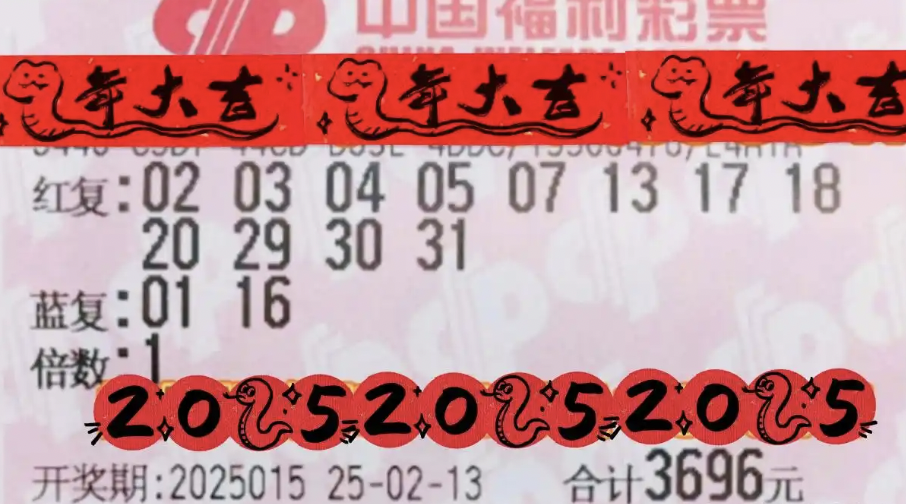 中国福利彩票
年大吉 年大吉 年大吉
红复:02 03 04 05 07 13 17 18
20 29 30 31
蓝复:01 16
倍数:1
2025 2025 2025
开奖期:2025015 25-02-13 合计3696元